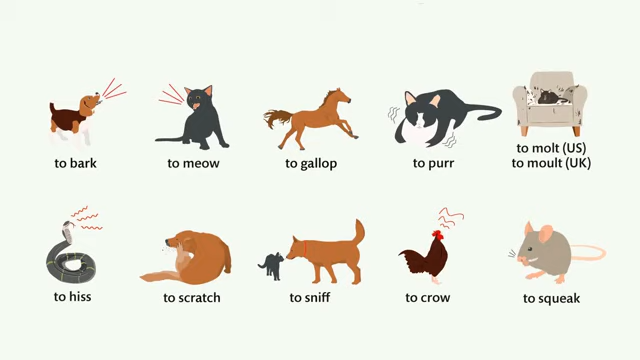 to bark
to meow
to gallop
to purr
to molt (US)
to moult (UK)
to hiss
to scratch
to sniff
to crow
to squeak